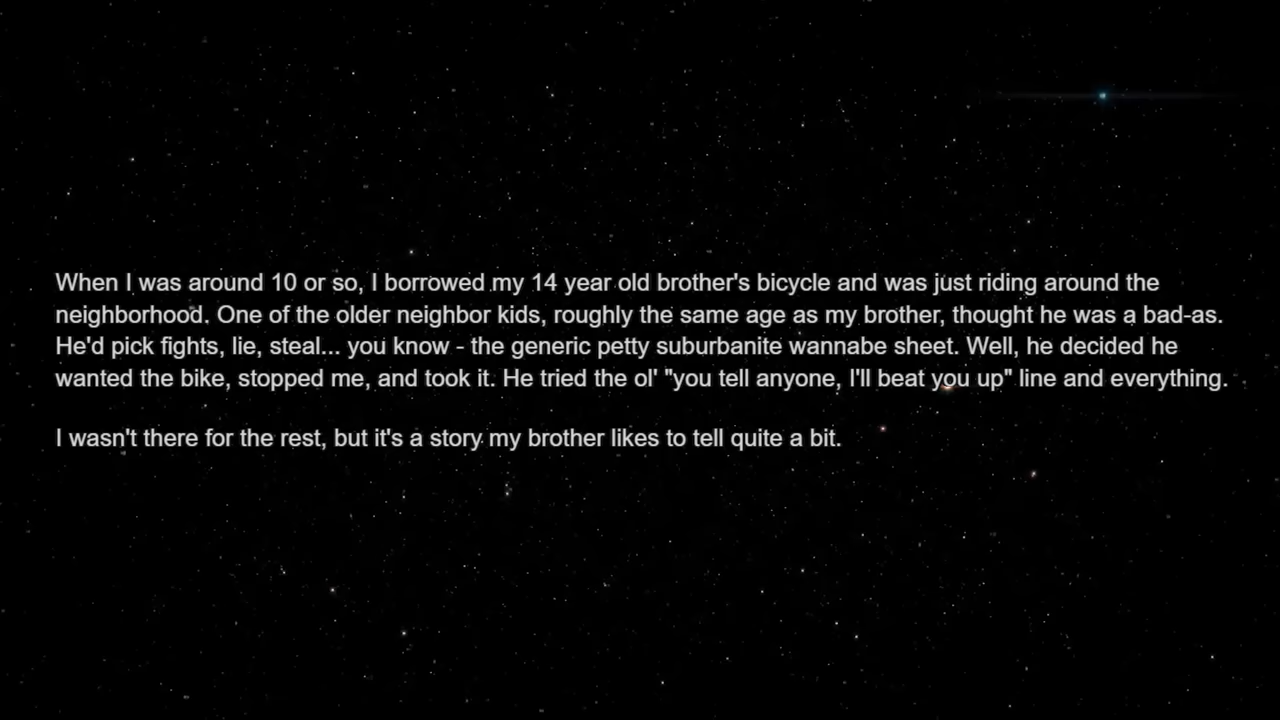 When I was around 10 or so, I borrowed my 14 year old brother's bicycle and was just riding around the
neighborhood. One of the older neighbor kids, roughly the same age as my brother, thought he was a bad-as.
He'd pick fights, lie, steal... you know - the generic petty suburbanite wannabe sheet. Well, he decided he
wanted the bike, stopped me, and took it. He tried the ol' "you tell anyone, I'll beat you up" line and everything.
I wasn't there for the rest, but it's a story my brother likes to tell quite a bit.